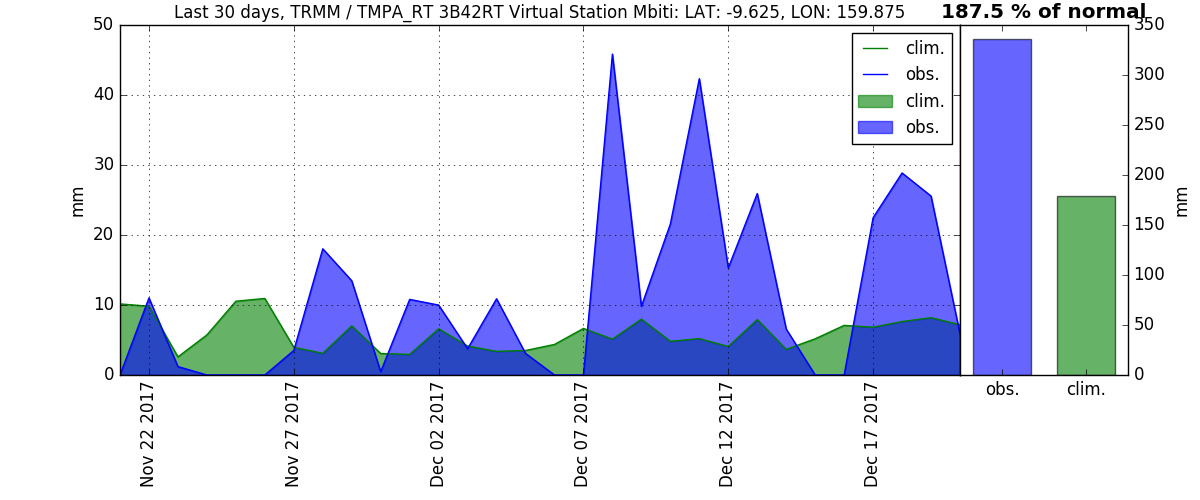 Last 30 days, TRMM / TMPA_RT 3B42RT Virtual Station Mbiti: LAT: -9.625, LON: 159.875
187.5 % of normal
50
40
30
20
10
0
mm
clim.
obs.
clim.
obs.
Nov 22 2017
Nov 27 2017
Dec 02 2017
Dec 07 2017
Dec 12 2017
Dec 17 2017
350
300
250
200
150
100
50
0
mm
obs.
clim.